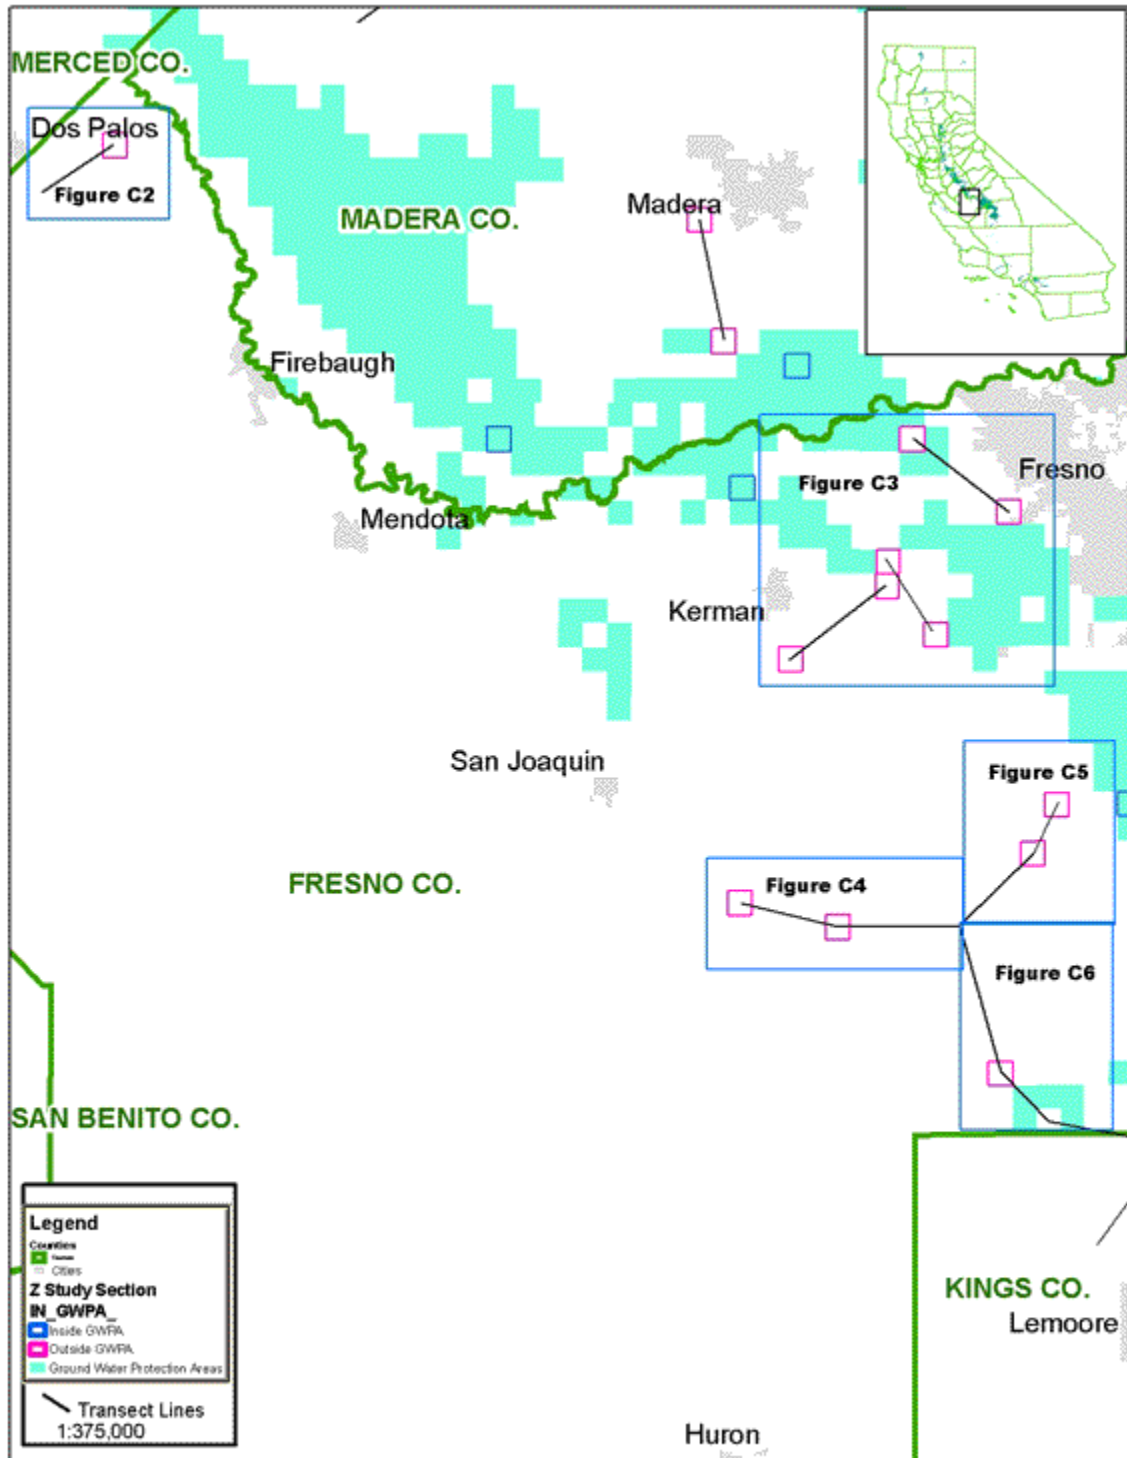 MERCED CO.
Dos Palos
Figure C2
MADERA CO.
Madera
Firebaugh
Fresno
Figure C3
Mendota
Kerman
San Joaquin
Figure C5
FRESNO CO.
Figure C4
Figure C6
SAN BENITO CO.
KINGS CO.
Lemoore
Huron
Legend
Counties
Cities
Z Study Section
IN_GWPA_
Inside GWPA
Outside GWPA
Ground Water Protection Areas
Transect Lines
1:375,000